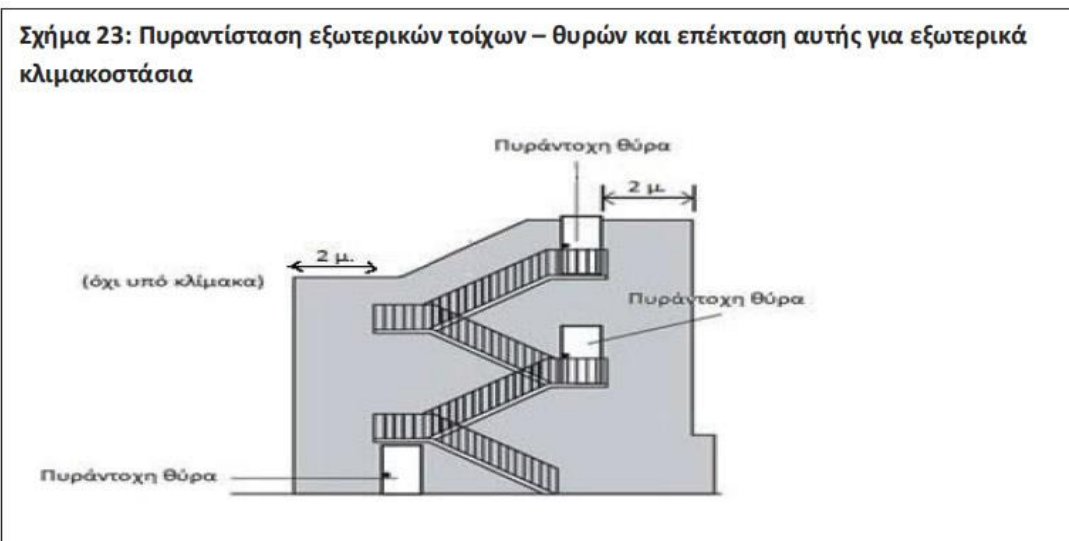 Σχήμα 23: Πυραντίσταση εξωτερικών τοίχων – θυρών και επέκταση αυτής για εξωτερικά
κλιμακοστάσια
Πυράντοχη θύρα
2 μ.
2 μ.
(όχι υπό κλίμακα)
Πυράντοχη θύρα
Πυράντοχη θύρα